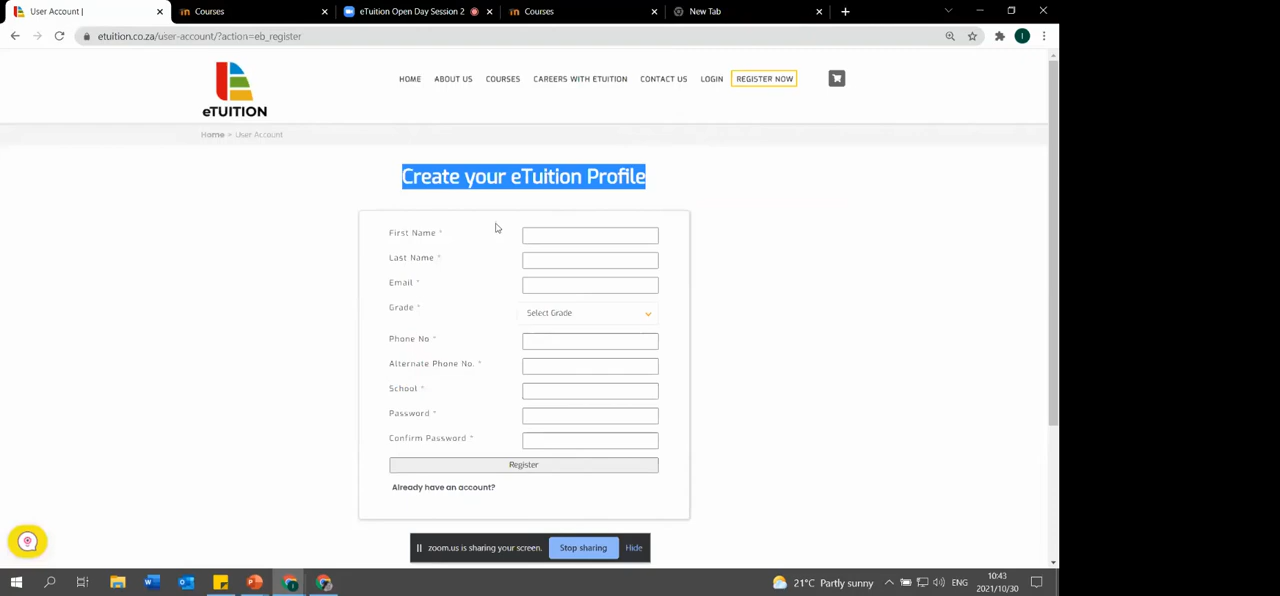 User Account |
Courses
eTuition Open Day Session 2
Courses
New Tab
etuition.co.za/user-account/?action=eb_register
I
eTUITION
HOME
ABOUT US
COURSES
CAREERS WITH ETUITION
CONTACT US
LOGIN
REGISTER NOW
Home » User Account
Create your eTuition Profile
First Name *
Last Name *
Email *
Grade *
Select Grade
Phone No *
Alternate Phone No. *
School *
Password *
Confirm Password *
Register
Already have an account?
zoom.us is sharing your screen.
Stop sharing
Hide
21°C Partly sunny
ENG
10:43
2021/10/30